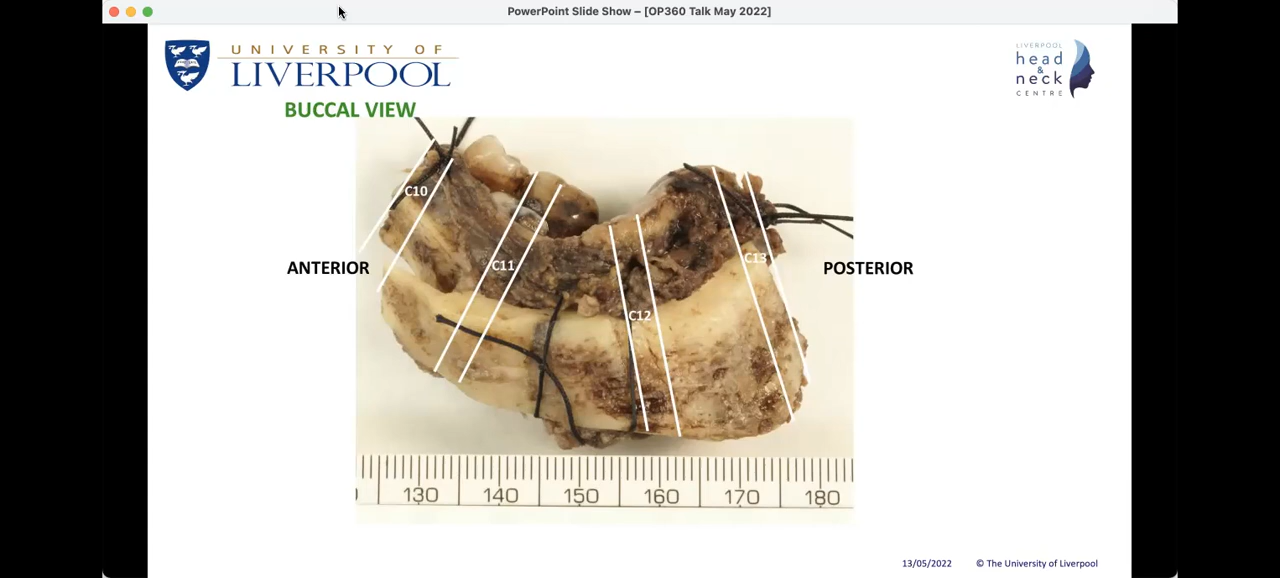 PowerPoint Slide Show – [OP360 Talk May 2022]
UNIVERSITY OF
LIVERPOOL
LIVERPOOL
head
&
neck
CENTRE
BUCCAL VIEW
C10
C11
C12
C13
ANTERIOR
POSTERIOR
130 140 150 160 170 180
13/05/2022 © The University of Liverpool